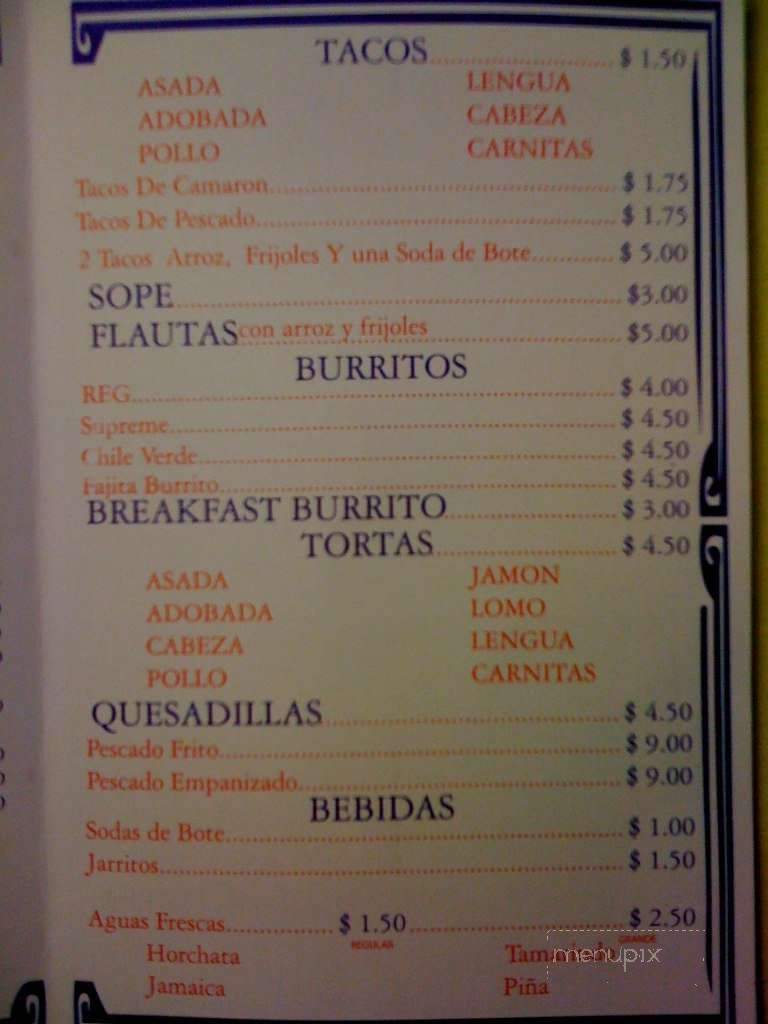 TACOS........................ $ 1.50
ASADA LENGUA
ADOBADA CABEZA
POLLO CARNITAS
Tacos De Camaron........................ $ 1.75
Tacos De Pescado........................ $ 1.75
2 Tacos Arroz, Frijoles Y una Soda de Bote............ $ 5.00
SOPE........................ $3.00
FLAUTAS con arroz y frijoles ............ $5.00
BURRITOS
REG........................ $ 4.00
Supreme........................ $ 4.50
Chile Verde........................ $ 4.50
Fajita Burrito........................ $ 4.50
BREAKFAST BURRITO............ $ 3.00
TORTAS........................ $ 4.50
ASADA JAMON
ADOBADA LOMO
CABEZA LENGUA
POLLO CARNITAS
QUESADILLAS........................ $ 4.50
Pescado Frito........................ $ 9.00
Pescado Empanizado........................ $ 9.00
BEBIDAS
Sodas de Bote........................ $ 1.00
Jarritos........................ $ 1.50
Aguas Frescas............ $ 1.50 ............ $ 2.50
REGULAR GRANDE
Horchata Tamarindo
Jamaica Piña
menupix